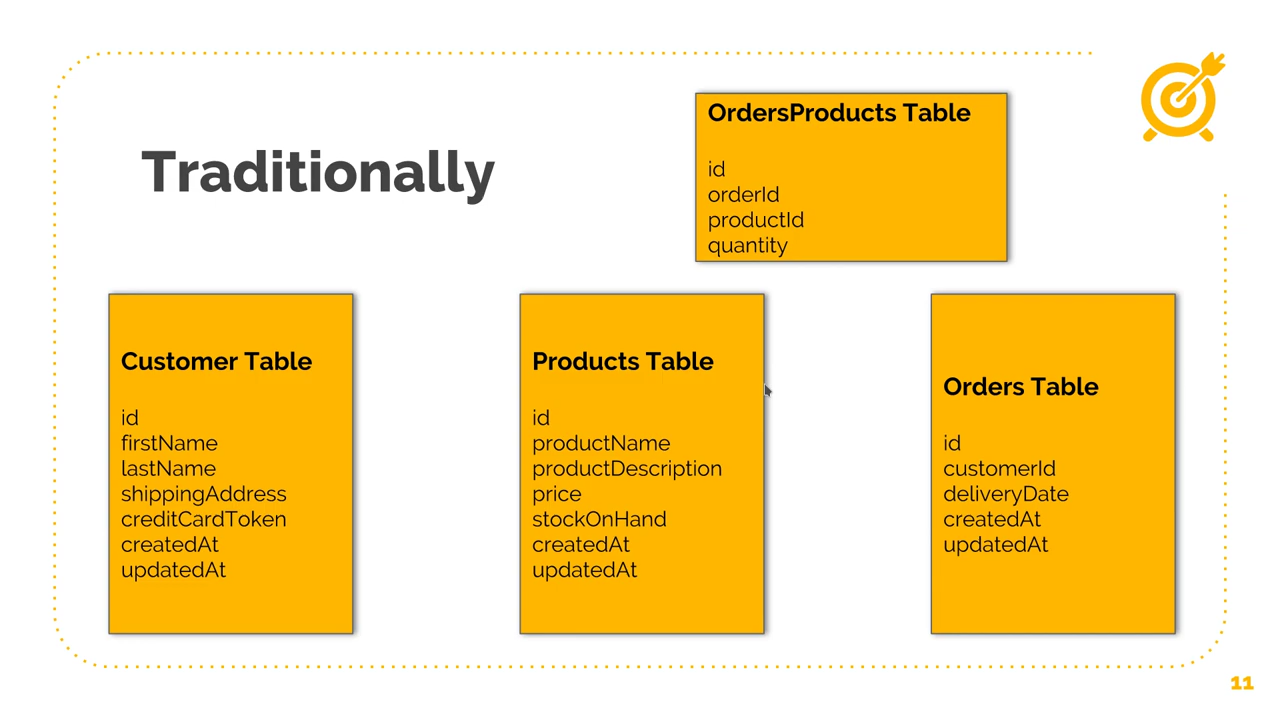 Traditionally
OrdersProducts Table
id
orderId
productId
quantity
Customer Table
id
firstName
lastName
shippingAddress
creditCardToken
createdAt
updatedAt
Products Table
id
productName
productDescription
price
stockOnHand
createdAt
updatedAt
Orders Table
id
customerId
deliveryDate
createdAt
updatedAt
11